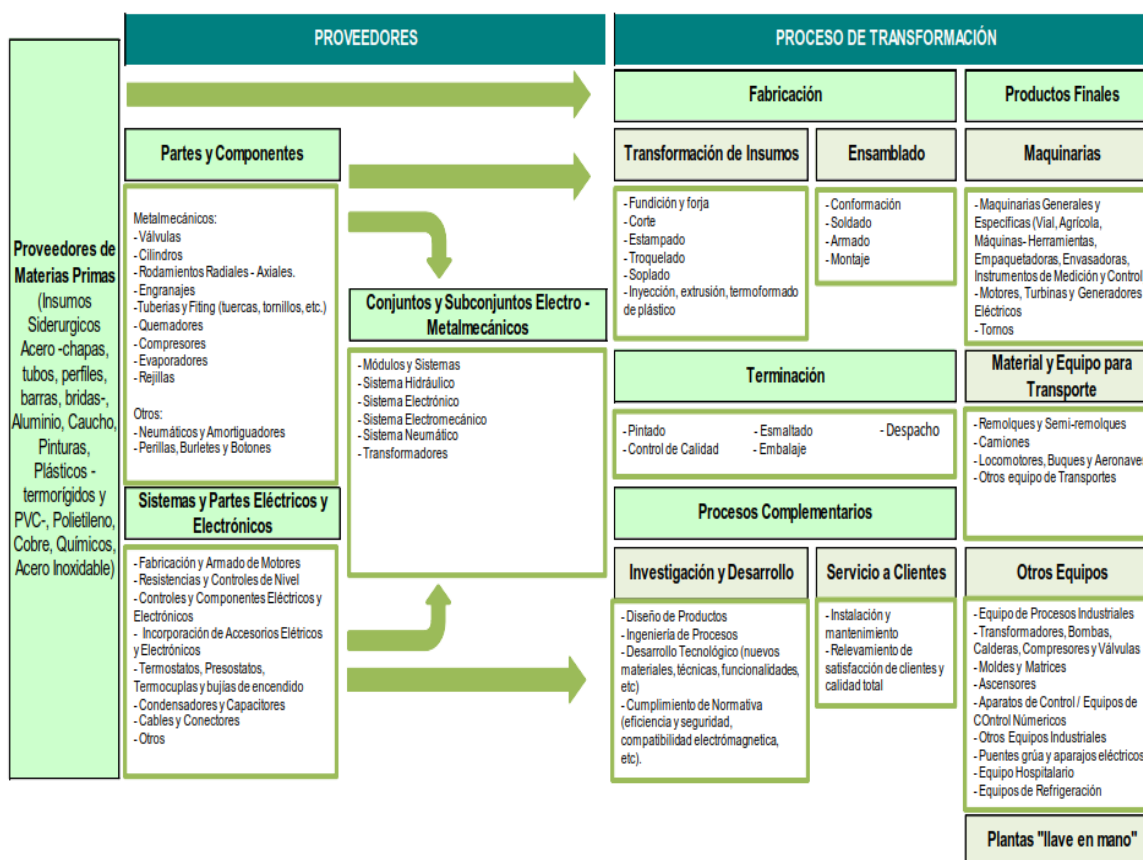 PROVEEDORES
PROCESO DE TRANSFORMACIÓN
Proveedores de
Materias Primas
(Insumos
Siderurgicos
Acero -chapas,
tubos, perfiles,
barras, bridas-,
Aluminio, Caucho,
Pinturas,
Plásticos -
termorígidos y
PVC-, Polietileno,
Cobre, Químicos,
Acero Inoxidable)
Partes y Componentes
Metalmecánicos:
- Válvulas
- Cilindros
- Rodamientos Radiales - Axiales.
- Engranajes
-Tuberias y Fiting (tuercas, tornillos, etc.)
- Quemadores
- Compresores
- Evaporadores
- Rejillas
Otros:
- Neumáticos y Amortiguadores
- Perillas, Burletes y Botones
Sistemas y Partes Eléctricos y
Electrónicos
- Fabricación y Armado de Motores
- Resistencias y Controles de Nivel
- Controles y Componentes Eléctricos y
Electrónicos
- Incorporación de Accesorios Elétricos
y Electrónicos
- Termostatos, Presostatos,
Termocuplas y bujías de encendido
- Condensadores y Capacitores
- Cables y Conectores
- Otros
Conjuntos y Subconjuntos Electro -
Metalmecánicos
- Módulos y Sistemas
- Sistema Hidráulico
- Sistema Electrónico
- Sistema Electromecánico
- Sistema Neumático
- Transformadores
Fabricación
Transformación de Insumos
- Fundición y forja
- Corte
- Estampado
- Troquelado
- Soplado
- Inyección, extrusión, termoformado
de plástico
Ensamblado
- Conformación
- Soldado
- Armado
- Montaje
Terminación
- Pintado - Esmaltado - Despacho
- Control de Calidad - Embalaje
Procesos Complementarios
Investigación y Desarrollo
- Diseño de Productos
- Ingeniería de Procesos
- Desarrollo Tecnológico (nuevos
materiales, técnicas, funcionalidades,
etc)
- Cumplimiento de Normativa
(eficiencia y seguridad,
compatibilidad electrómagnetica,
etc).
Servicio a Clientes
- Instalación y
mantenimiento
- Relevamiento de
satisfacción de clientes y
calidad total
Productos Finales
Maquinarias
- Maquinarias Generales y
Específicas (Vial, Agrícola,
Máquinas- Herramientas,
Empaquetadoras, Envasadoras,
Instrumentos de Medición y Control
- Motores, Turbinas y Generadores
Eléctricos
- Tornos
Material y Equipo para
Transporte
- Remolques y Semi-remolques
- Camiones
- Locomotores, Buques y Aeronaves
- Otros equipo de Transportes
Otros Equipos
- Equipo de Procesos Industriales
- Transformadores, Bombas,
Calderas, Compresores y Válvulas
- Moldes y Matrices
- Ascensores
- Aparatos de Control / Equipos de
COntrol Númericos
- Otros Equipos Industriales
- Puentes grúa y aparajos eléctricos
- Equipo Hospitalario
- Equipos de Refrigeración
Plantas "llave en mano"